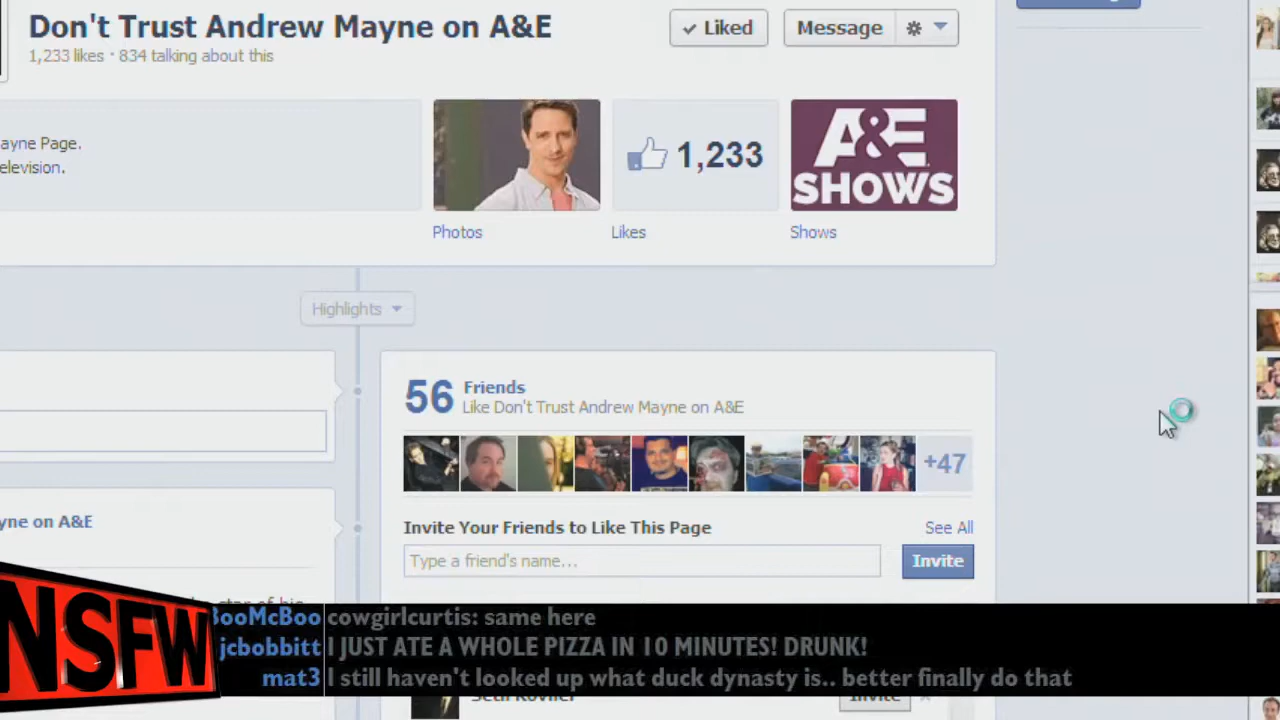 Don't Trust Andrew Mayne on A&E
1,233 likes · 834 talking about this
Liked
Message
ayne Page.
elevision.
1,233
A&E
SHOWS
Photos
Likes
Shows
Highlights
56 Friends
Like Don't Trust Andrew Mayne on A&E
+47
Invite Your Friends to Like This Page
See All
Type a friend's name...
Invite
yne on A&E
NSFW
BooMcBoo cowgirlcurtis: same here
jcbobbitt I JUST ATE A WHOLE PIZZA IN 10 MINUTES! DRUNK!
mat3 I still haven't looked up what duck dynasty is.. better finally do that
Invite